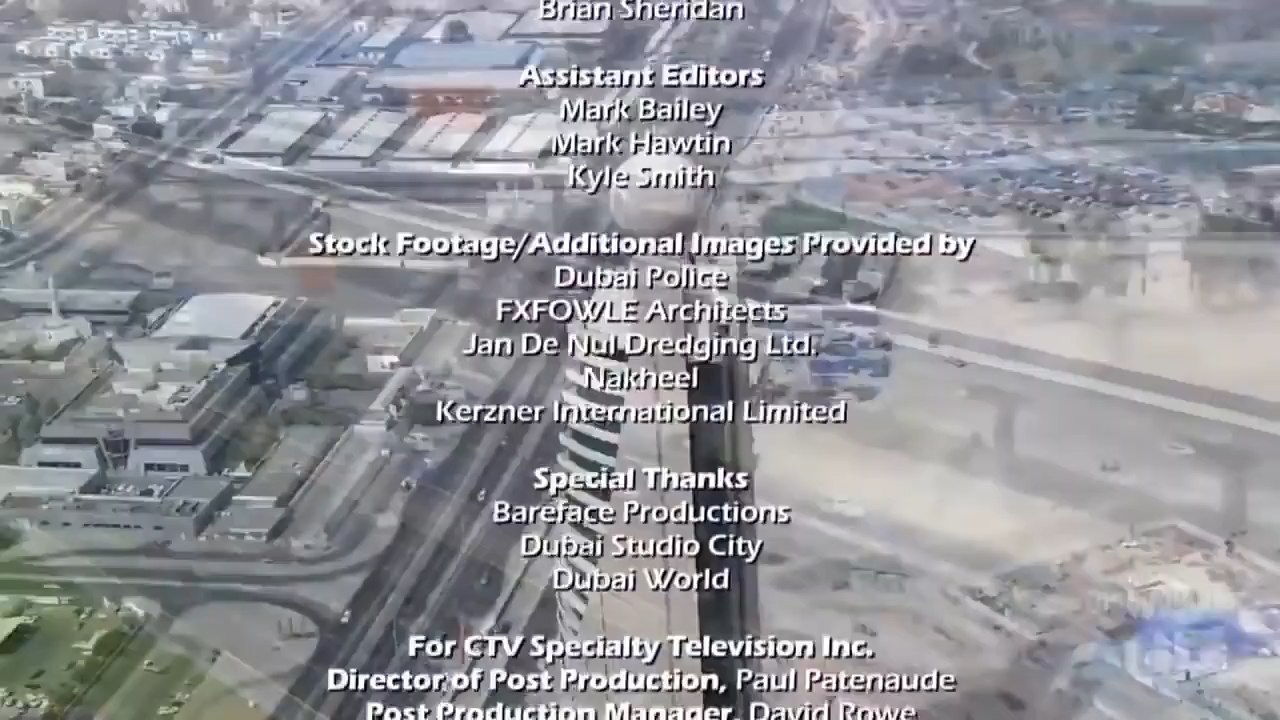 Brian Sheridan
Assistant Editors
Mark Bailey
Mark Hawtin
Kyle Smith
Stock Footage/Additional Images Provided by
Dubai Police
FXFOWLE Architects
Jan De Nul Dredging Ltd.
Nakheel
Kerzner International Limited
Special Thanks
Bareface Productions
Dubai Studio City
Dubai World
For CTV Specialty Television Inc.
Director of Post Production, Paul Patenaude
Post Production Manager, David Rowe